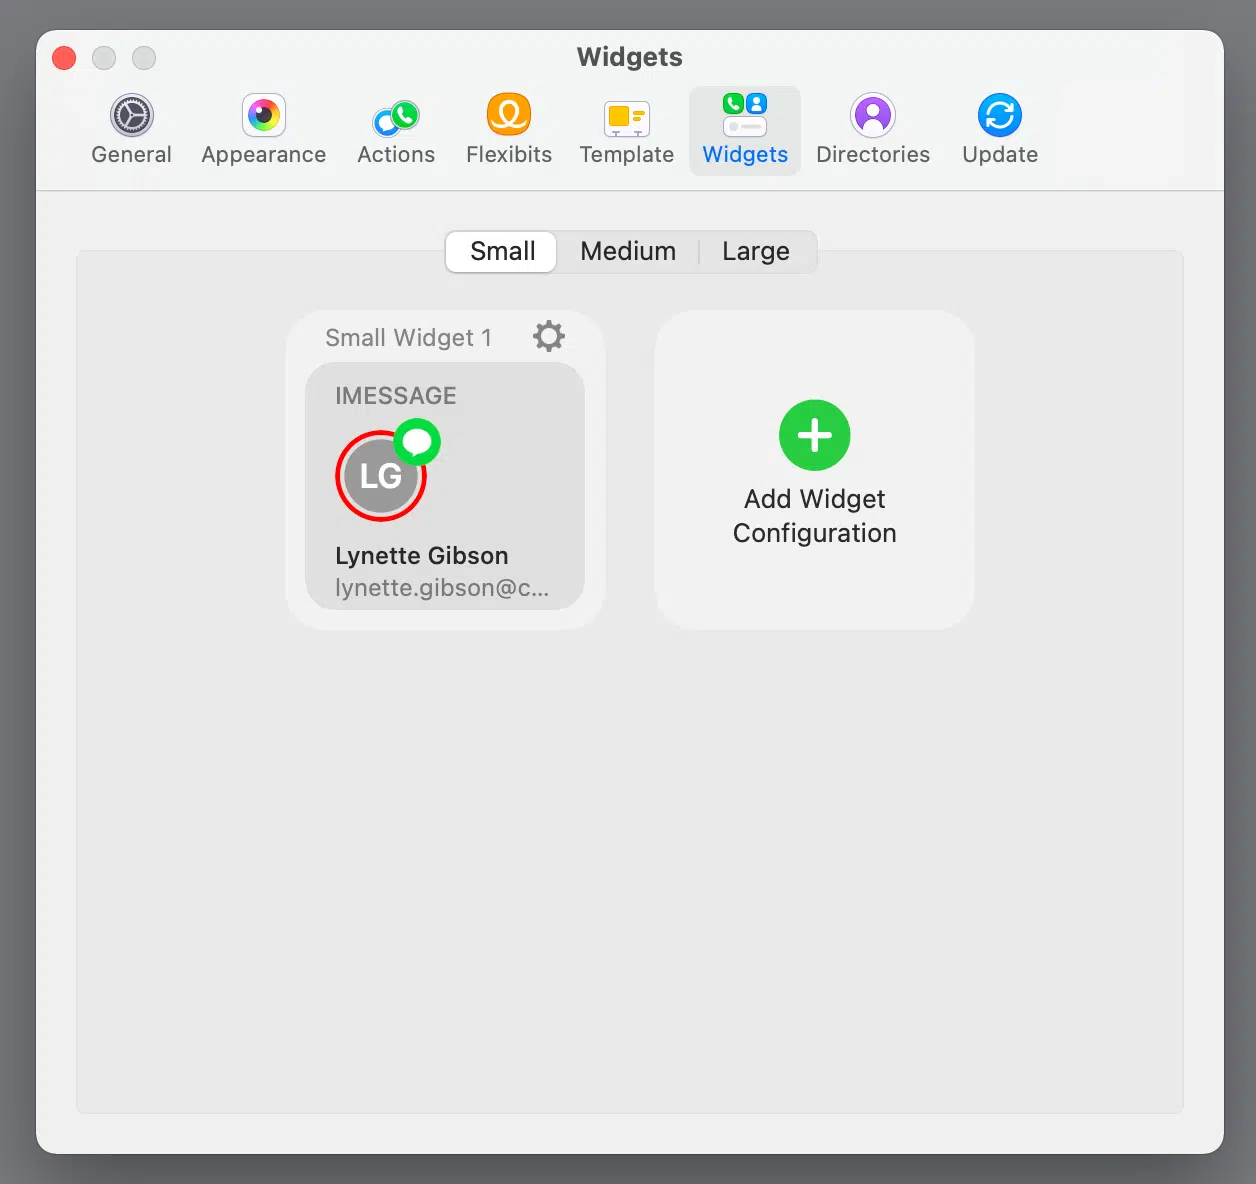 Widgets
General
Appearance
Actions
Flexibits
Template
Widgets
Directories
Update
Small
Medium
Large
Small Widget 1
IMESSAGE
LG
Lynette Gibson
lynette.gibson@c...
Add Widget
Configuration